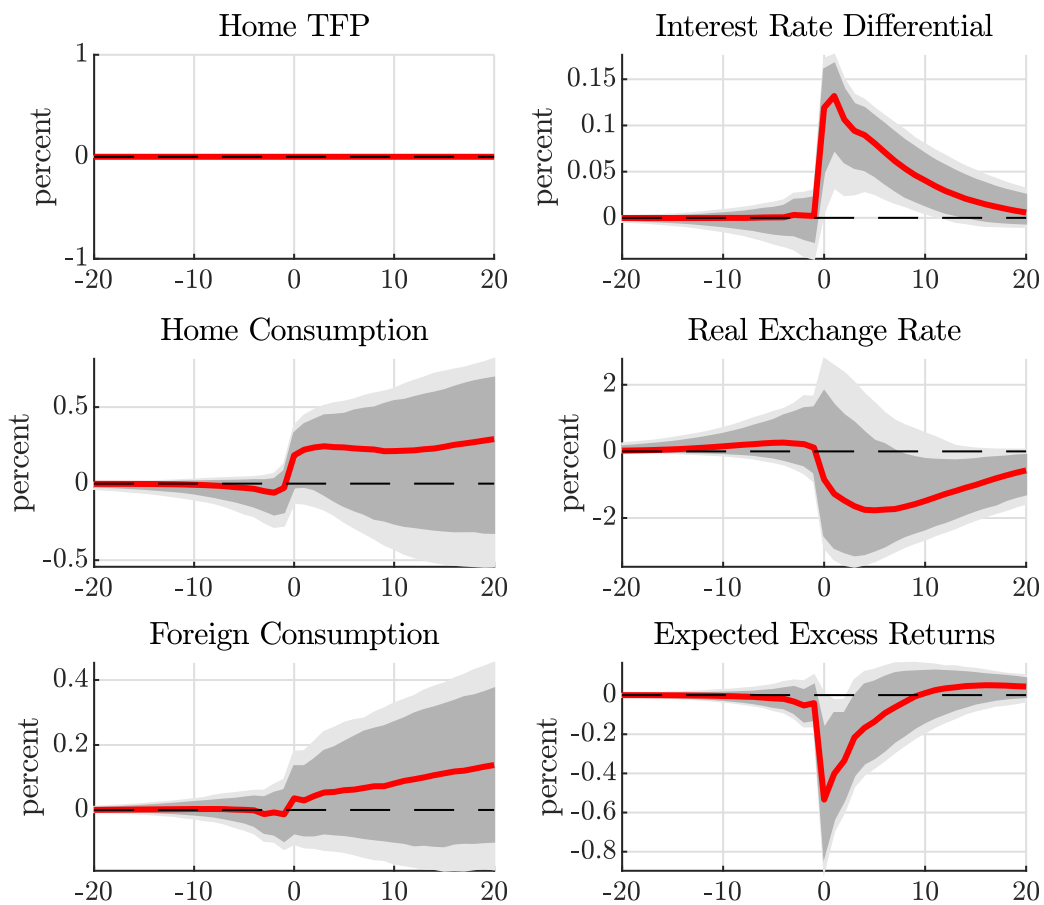 Home TFP
percent
1
0
-1
-20 -10 0 10 20
Interest Rate Differential
percent
0.15
0.1
0.05
0
-20 -10 0 10 20
Home Consumption
percent
0.5
0
-0.5
-20 -10 0 10 20
Real Exchange Rate
percent
2
0
-2
-20 -10 0 10 20
Foreign Consumption
percent
0.4
0.2
0
-20 -10 0 10 20
Expected Excess Returns
percent
0
-0.2
-0.4
-0.6
-0.8
-20 -10 0 10 20